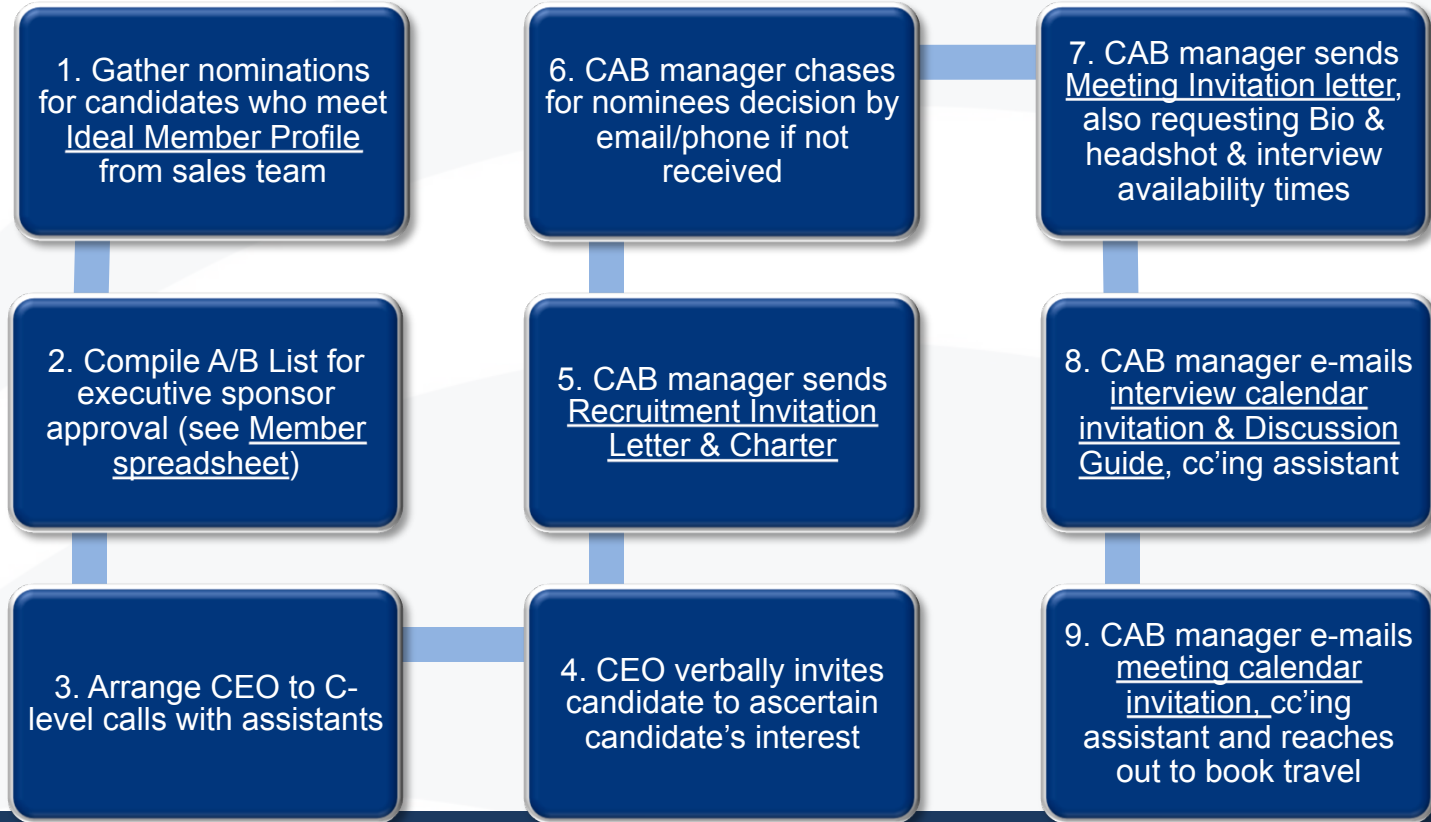 1. Gather nominations
for candidates who meet
Ideal Member Profile
from sales team
2. Compile A/B List for
executive sponsor
approval (see Member
spreadsheet)
3. Arrange CEO to C-
level calls with assistants
4. CEO verbally invites
candidate to ascertain
candidate’s interest
5. CAB manager sends
Recruitment Invitation
Letter & Charter
6. CAB manager chases
for nominees decision by
email/phone if not
received
7. CAB manager sends
Meeting Invitation letter,
also requesting Bio &
headshot & interview
availability times
8. CAB manager e-mails
interview calendar
invitation & Discussion
Guide, cc’ing assistant
9. CAB manager e-mails
meeting calendar
invitation, cc’ing
assistant and reaches
out to book travel